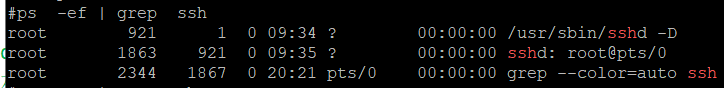 #ps -ef | grep ssh
root 921 1 0 09:34 ? 00:00:00 /usr/sbin/sshd -D
root 1863 921 0 09:35 ? 00:00:00 sshd: root@pts/0
root 2344 1867 0 20:21 pts/0 00:00:00 grep --color=auto ssh